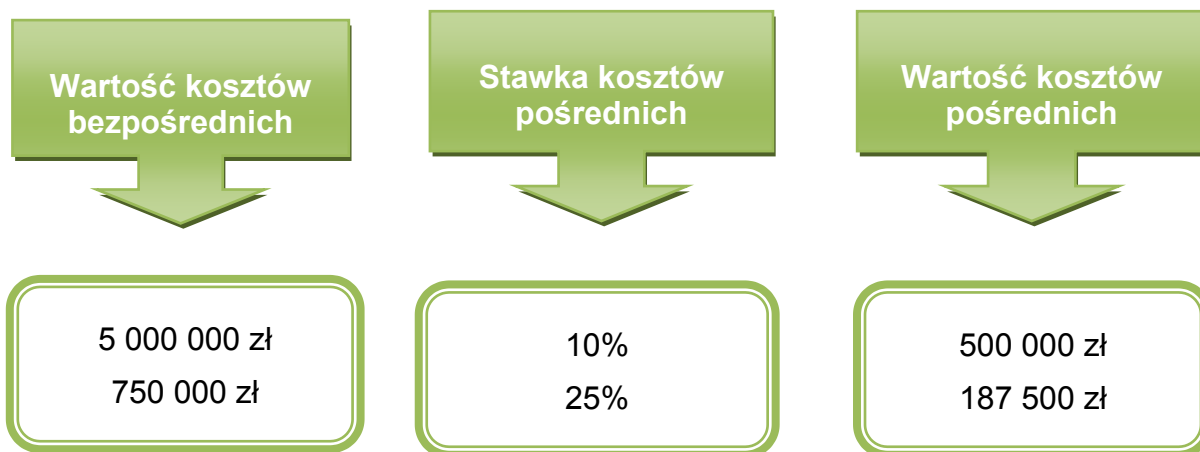 Wartość kosztów
bezpośrednich
Stawka kosztów
pośrednich
Wartość kosztów
pośrednich
5 000 000 zł
750 000 zł
10%
25%
500 000 zł
187 500 zł